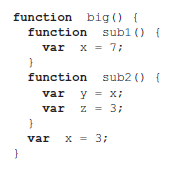 function big() {
  function sub1() {
    var x = 7;
  }
  function sub2() {
    var y = x;
    var z = 3;
  }
  var x = 3;
}